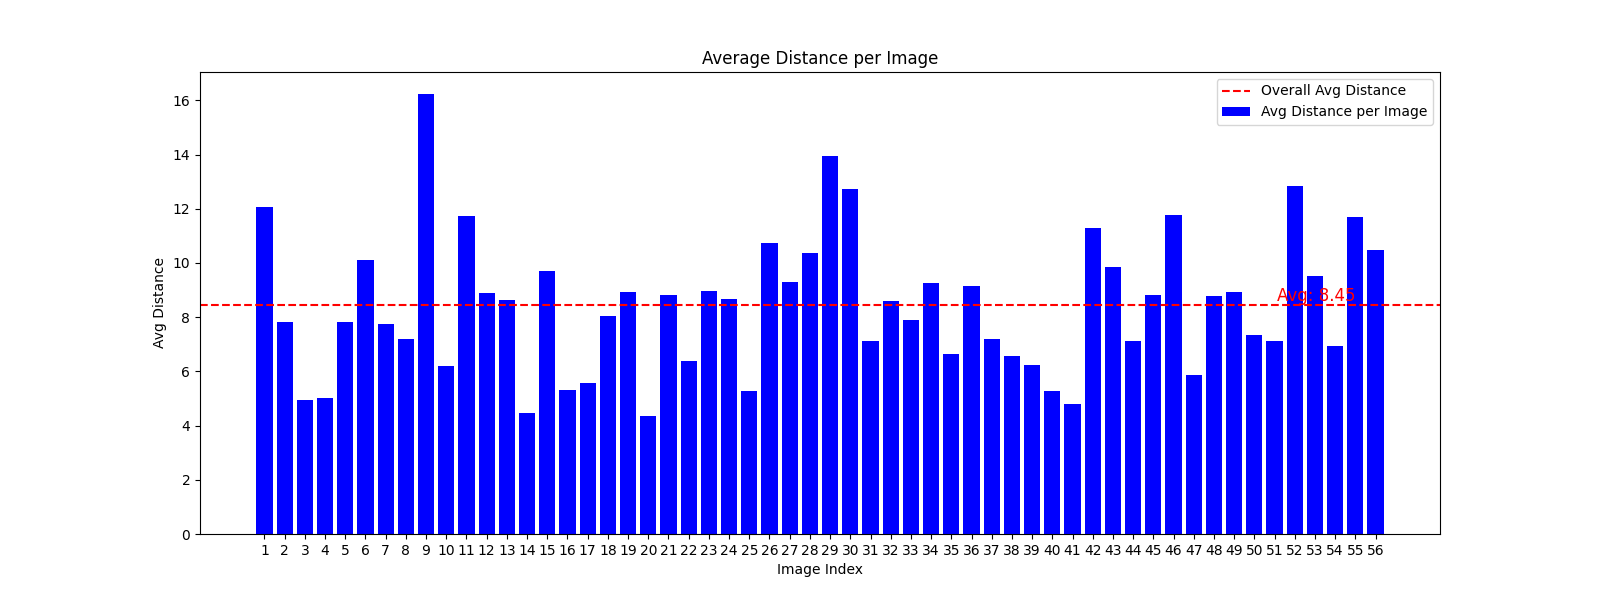 Average Distance per Image
Overall Avg Distance
Avg Distance per Image
16
14
12
10
8
6
4
2
0
Avg Distance
Avg: 8.45
1 2 3 4 5 6 7 8 9 10 11 12 13 14 15 16 17 18 19 20 21 22 23 24 25 26 27 28 29 30 31 32 33 34 35 36 37 38 39 40 41 42 43 44 45 46 47 48 49 50 51 52 53 54 55 56
Image Index